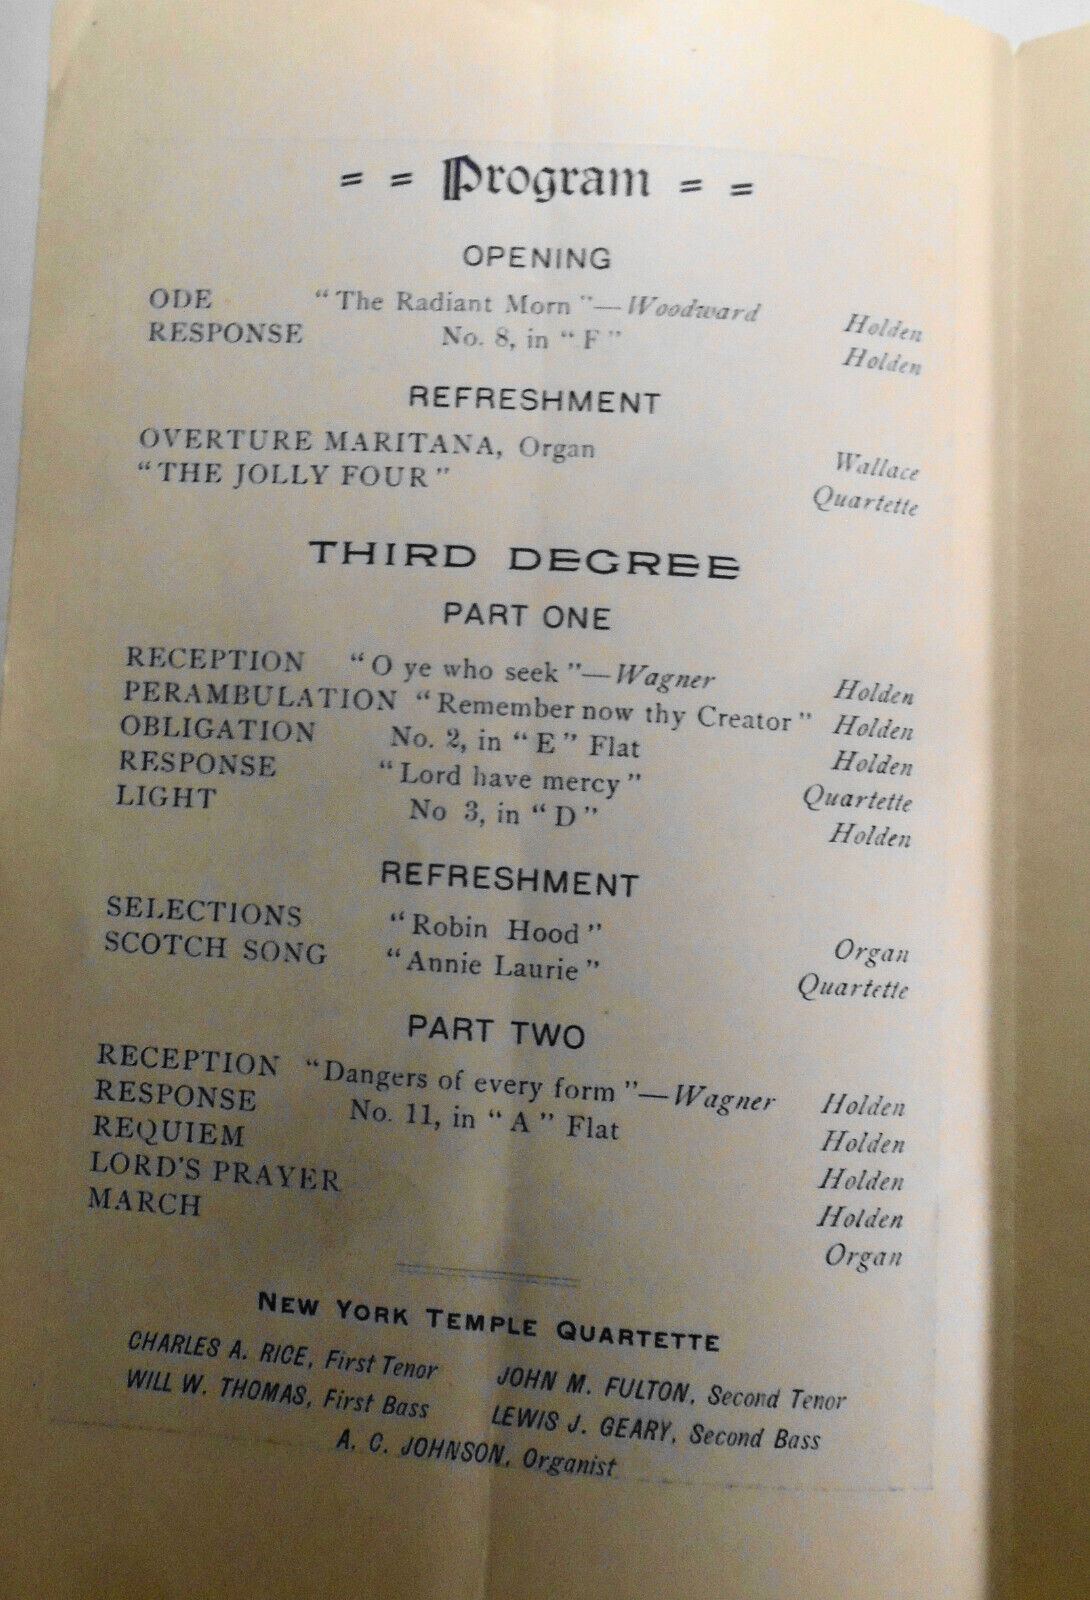 = = Program = =
OPENING
ODE "The Radiant Morn"—Woodward Holden
RESPONSE No. 8, in "F" Holden
REFRESHMENT
OVERTURE MARITANA, Organ Wallace
"THE JOLLY FOUR" Quartette
THIRD DEGREE
PART ONE
RECEPTION "O ye who seek"—Wagner Holden
PERAMBULATION "Remember now thy Creator" Holden
OBLIGATION No. 2, in "E" Flat Holden
RESPONSE "Lord have mercy" Quartette
LIGHT No 3, in "D" Holden
REFRESHMENT
SELECTIONS "Robin Hood" Organ
SCOTCH SONG "Annie Laurie" Quartette
PART TWO
RECEPTION "Dangers of every form"—Wagner Holden
RESPONSE No. 11, in "A" Flat Holden
REQUIEM Holden
LORD'S PRAYER Holden
MARCH Organ
NEW YORK TEMPLE QUARTETTE
CHARLES A. RICE, First Tenor JOHN M. FULTON, Second Tenor
WILL W. THOMAS, First Bass LEWIS J. GEARY, Second Bass
A. C. JOHNSON, Organist